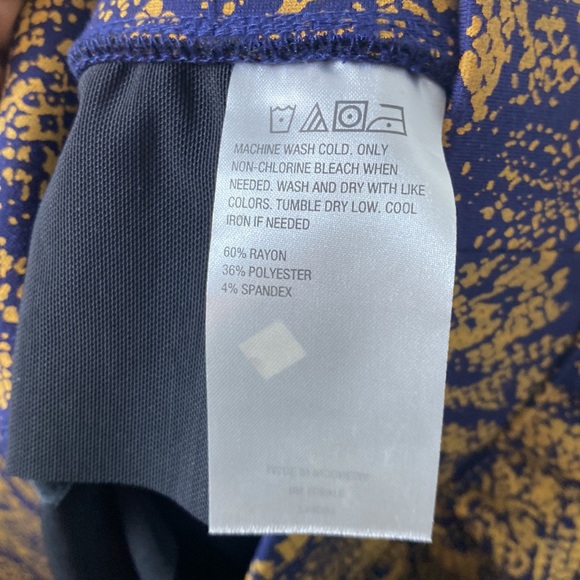 MACHINE WASH COLD, ONLY
NON-CHLORINE BLEACH WHEN
NEEDED. WASH AND DRY WITH LIKE
COLORS. TUMBLE DRY LOW. COOL
IRON IF NEEDED
60% RAYON
36% POLYESTER
4% SPANDEX